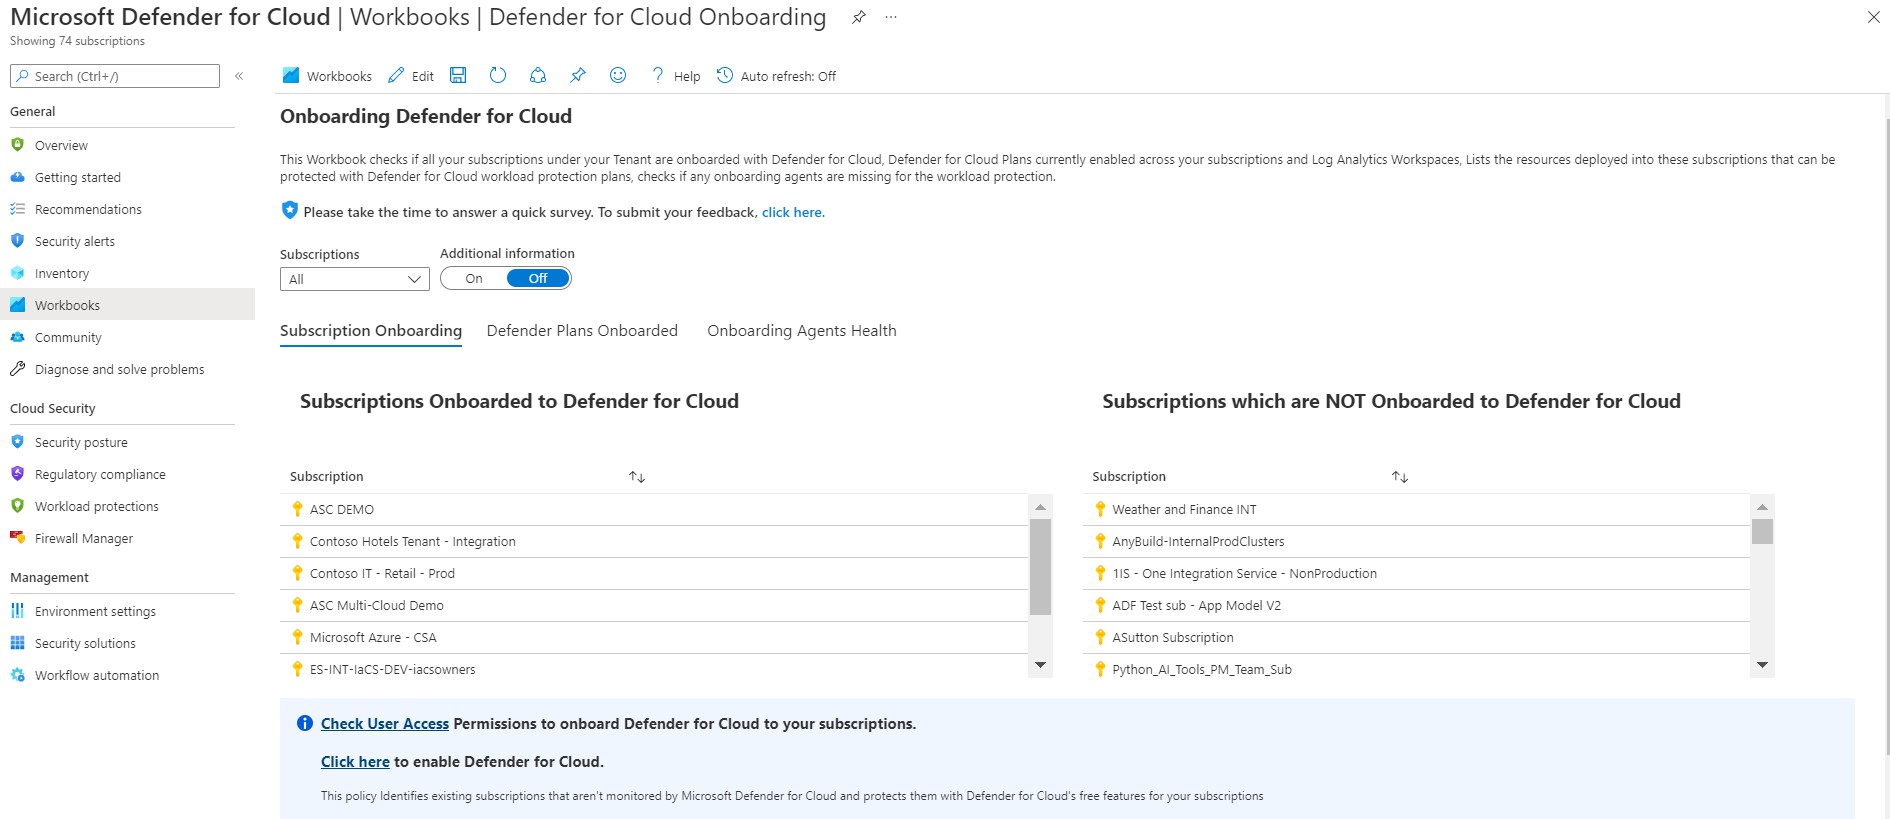 Microsoft Defender for Cloud | Workbooks | Defender for Cloud Onboarding ...
Showing 74 subscriptions
Search (Ctrl+/)
«
Workbooks
Edit
Help
Auto refresh: Off
General
Overview
Getting started
Recommendations
Security alerts
Inventory
Workbooks
Community
Diagnose and solve problems
Cloud Security
Security posture
Regulatory compliance
Workload protections
Firewall Manager
Management
Environment settings
Security solutions
Workflow automation
Onboarding Defender for Cloud
This Workbook checks if all your subscriptions under your Tenant are onboarded with Defender for Cloud, Defender for Cloud Plans currently enabled across your subscriptions and Log Analytics Workspaces, Lists the resources deployed into these subscriptions that can be
protected with Defender for Cloud workload protection plans, checks if any onboarding agents are missing for the workload protection.
Please take the time to answer a quick survey. To submit your feedback, click here.
Subscriptions
All
Additional information
On Off
Subscription Onboarding Defender Plans Onboarded Onboarding Agents Health
Subscriptions Onboarded to Defender for Cloud
Subscription
ASC DEMO
Contoso Hotels Tenant - Integration
Contoso IT - Retail - Prod
ASC Multi-Cloud Demo
Microsoft Azure - CSA
ES-INT-IaCS-DEV-iacsowners
Subscriptions which are NOT Onboarded to Defender for Cloud
Subscription
Weather and Finance INT
AnyBuild-InternalProdClusters
1IS - One Integration Service - NonProduction
ADF Test sub - App Model V2
ASutton Subscription
Python_AI_Tools_PM_Team_Sub
Check User Access Permissions to onboard Defender for Cloud to your subscriptions.
Click here to enable Defender for Cloud.
This policy Identifies existing subscriptions that aren't monitored by Microsoft Defender for Cloud and protects them with Defender for Cloud's free features for your subscriptions